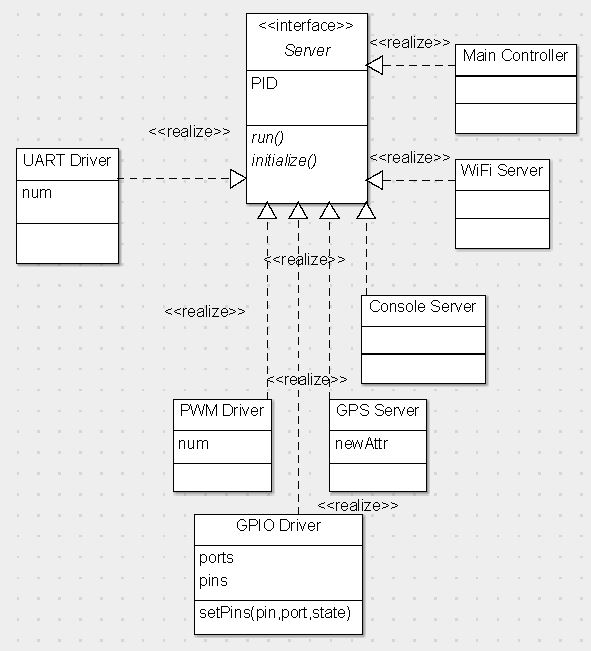 <<interface>>
Server
PID
run()
initialize()
<<realize>>
Main Controller
<<realize>>
UART Driver
num
<<realize>>
WiFi Server
<<realize>>
<<realize>>
Console Server
<<realize>>
PWM Driver
num
GPS Server
newAttr
<<realize>>
GPIO Driver
ports
pins
setPins(pin,port,state)